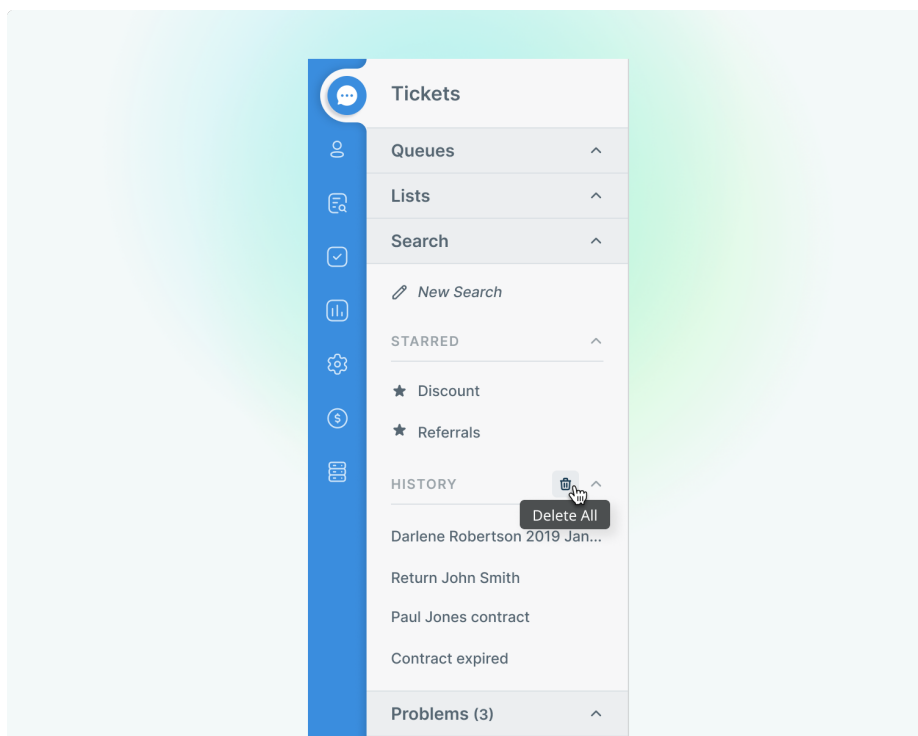 Tickets
Queues
Lists
Search
New Search
STARRED
Discount
Referrals
HISTORY
Delete All
Darlene Robertson 2019 Jan...
Return John Smith
Paul Jones contract
Contract expired
Problems (3)